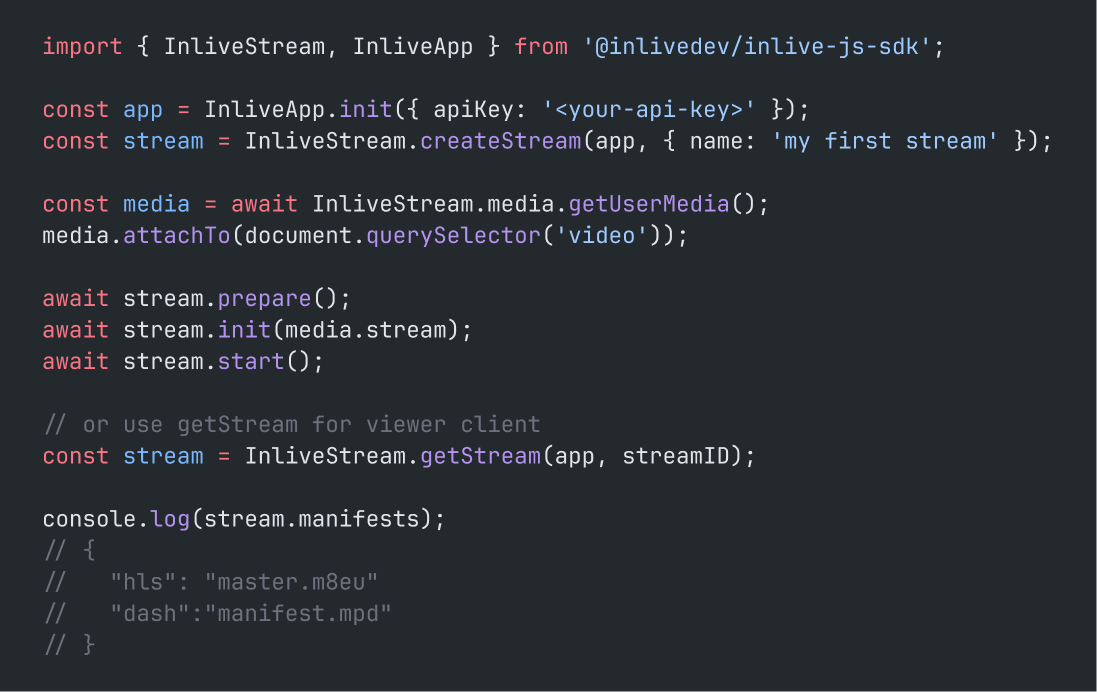 import { InliveStream, InliveApp } from '@inlivedev/inlive-js-sdk';
const app = InliveApp.init({ apiKey: '<your-api-key>' });
const stream = InliveStream.createStream(app, { name: 'my first stream' });
const media = await InliveStream.media.getUserMedia();
media.attachTo(document.querySelector('video'));
await stream.prepare();
await stream.init(media.stream);
await stream.start();
// or use getStream for viewer client
const stream = InliveStream.getStream(app, streamID);
console.log(stream.manifests);
// {
//   "hls": "master.m8eu"
//   "dash":"manifest.mpd"
// }